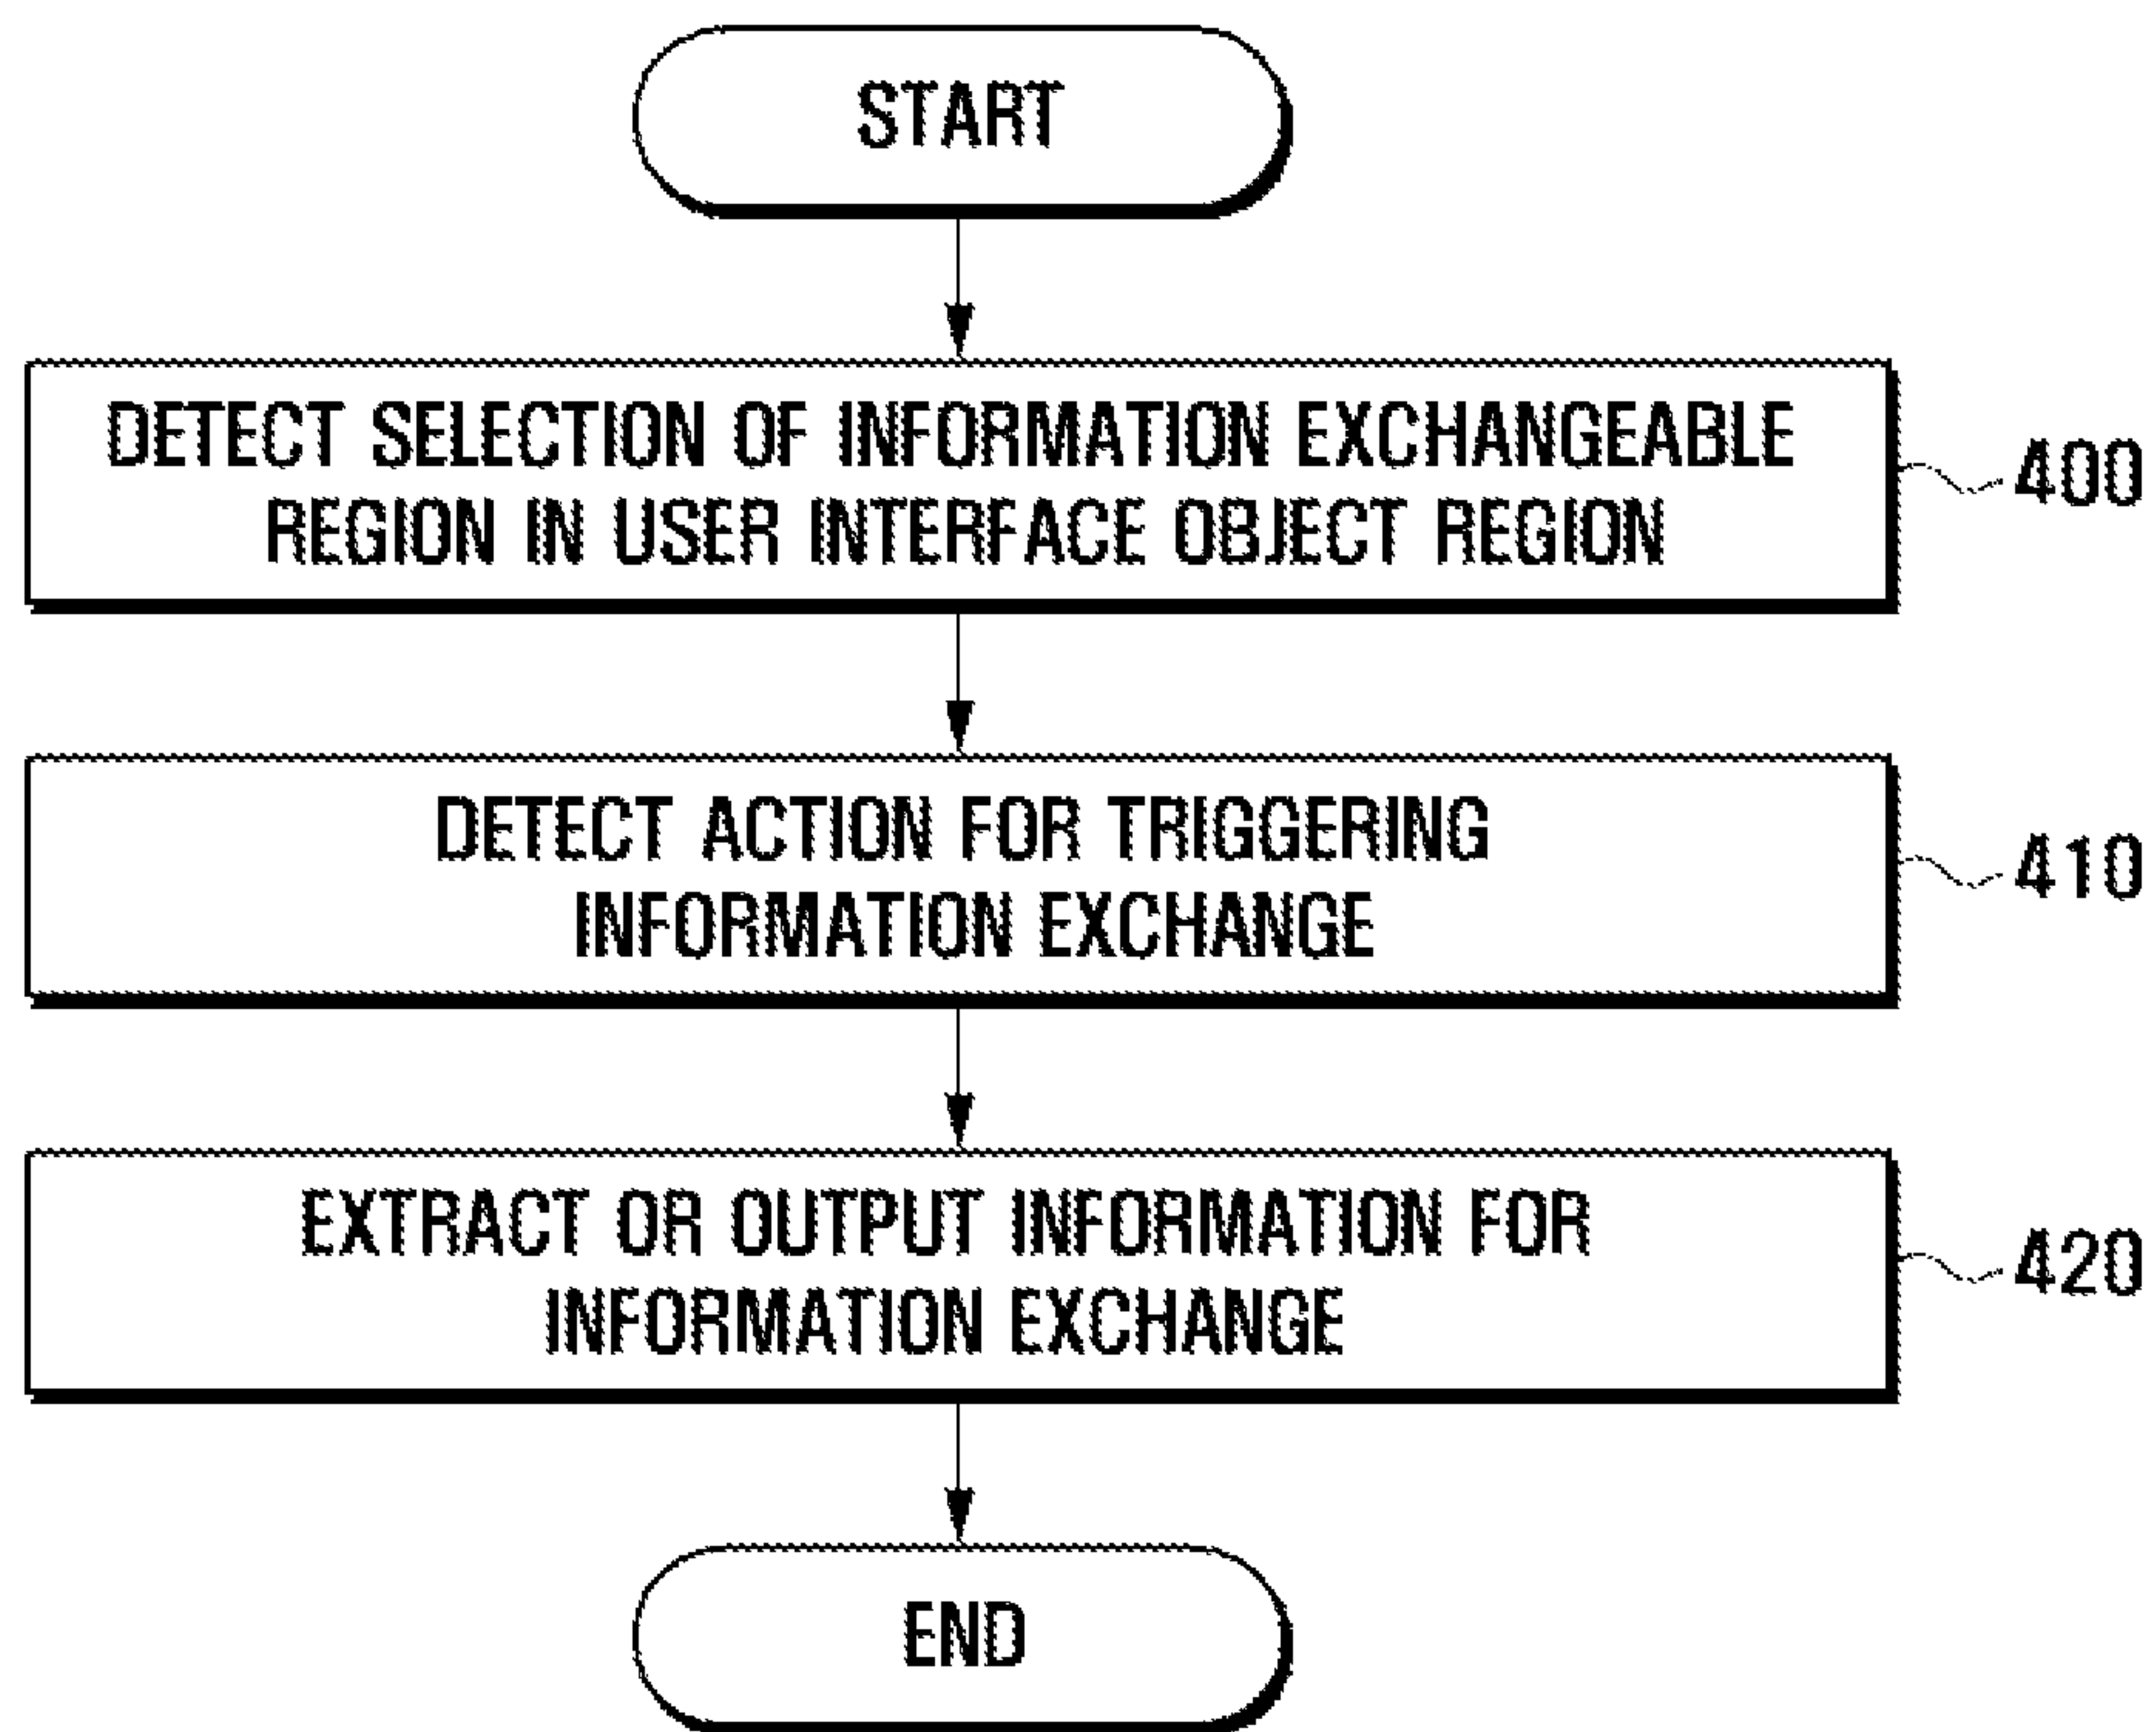 START
DETECT SELECTION OF INFORMATION EXCHANGEABLE
REGION IN USER INTERFACE OBJECT REGION
400
DETECT ACTION FOR TRIGGERING
INFORMATION EXCHANGE
410
EXTRACT OR OUTPUT INFORMATION FOR
INFORMATION EXCHANGE
420
END